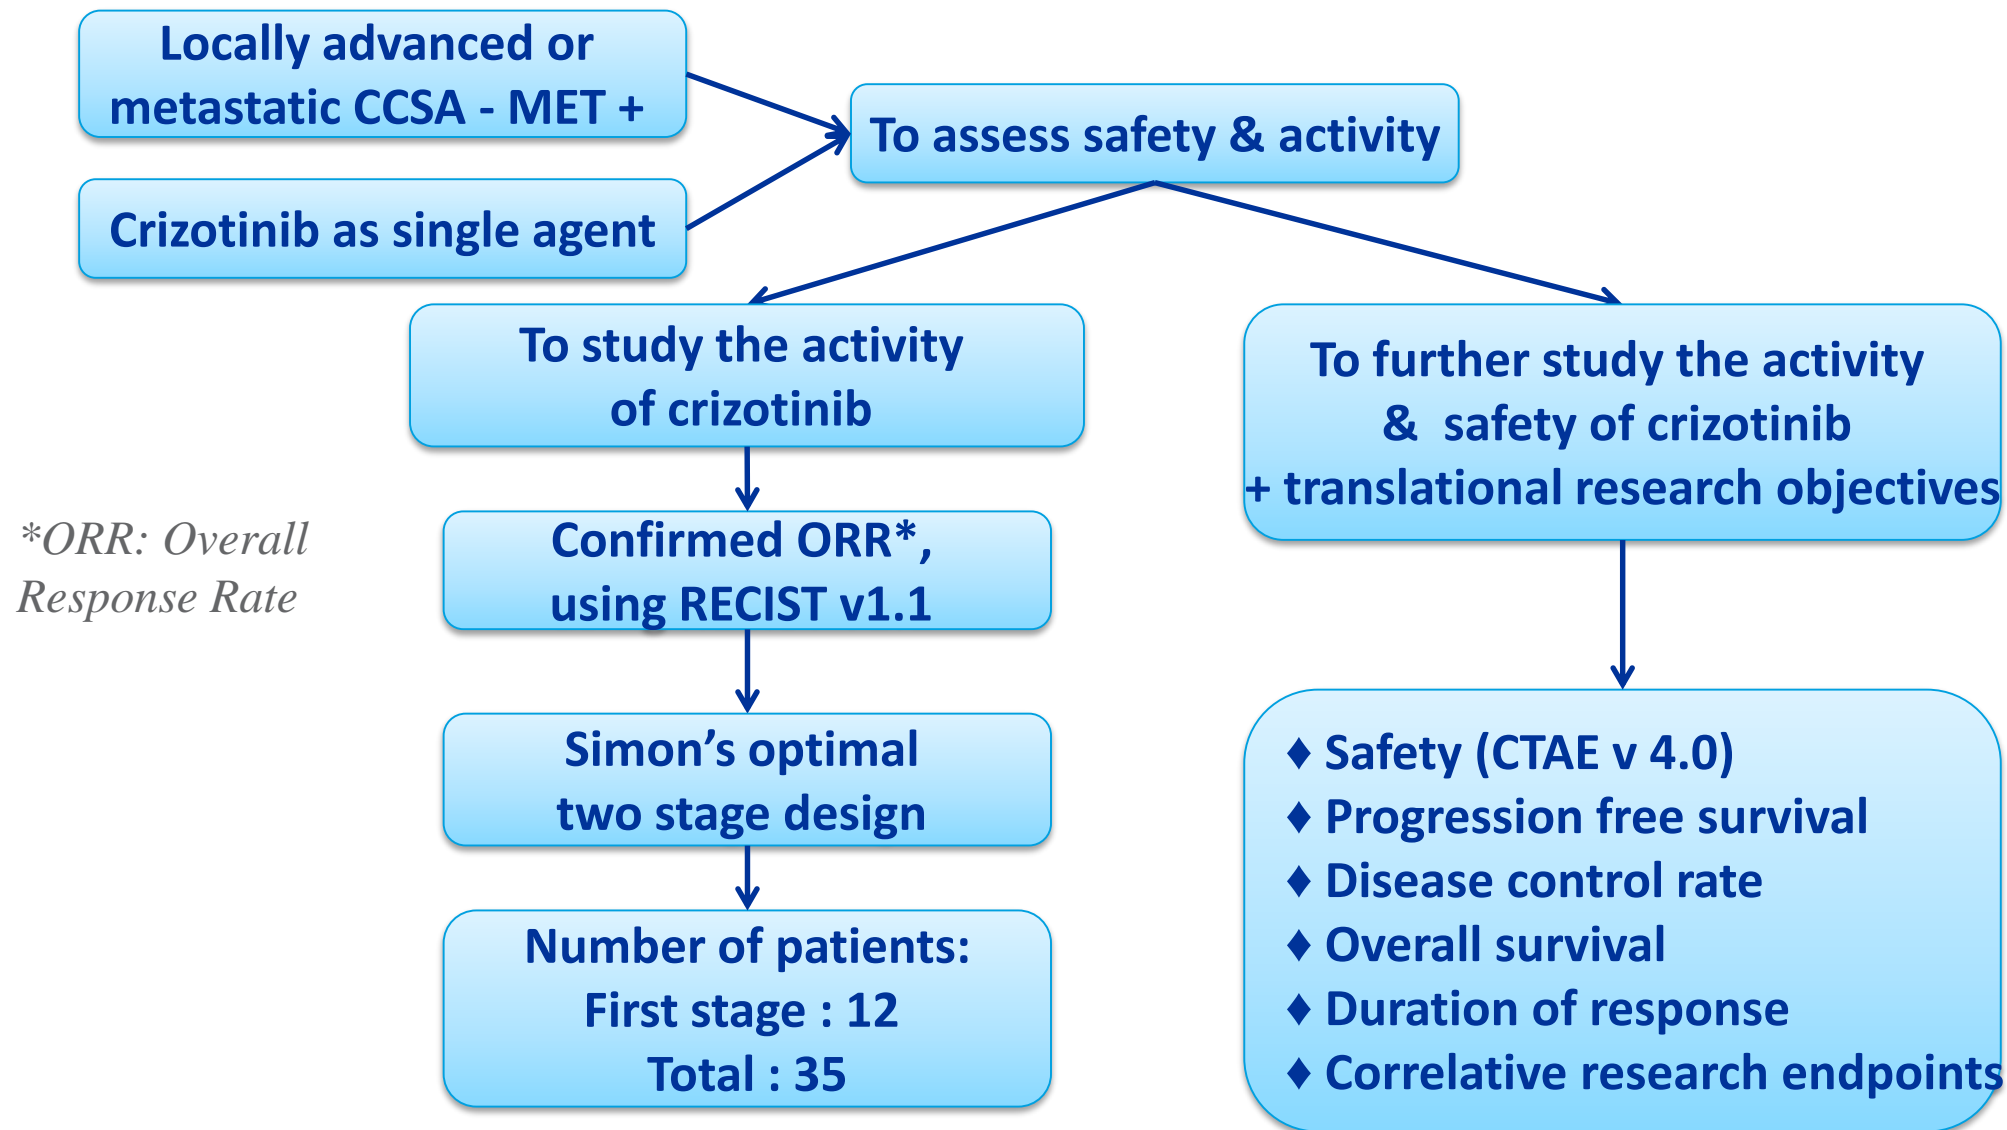 Locally advanced or
metastatic CCSA - MET +
To assess safety & activity
Crizotinib as single agent
To study the activity
of crizotinib
To further study the activity
& safety of crizotinib
+ translational research objectives
*ORR: Overall
Response Rate
Confirmed ORR*,
using RECIST v1.1
Simon’s optimal
two stage design
Number of patients:
First stage : 12
Total : 35
♦ Safety (CTAE v 4.0)
♦ Progression free survival
♦ Disease control rate
♦ Overall survival
♦ Duration of response
♦ Correlative research endpoints